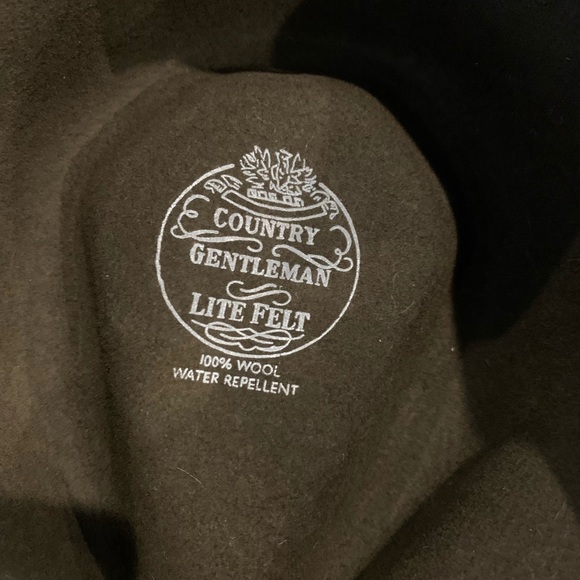 COUNTRY
GENTLEMAN
LITE FELT
100% WOOL
WATER REPELLENT